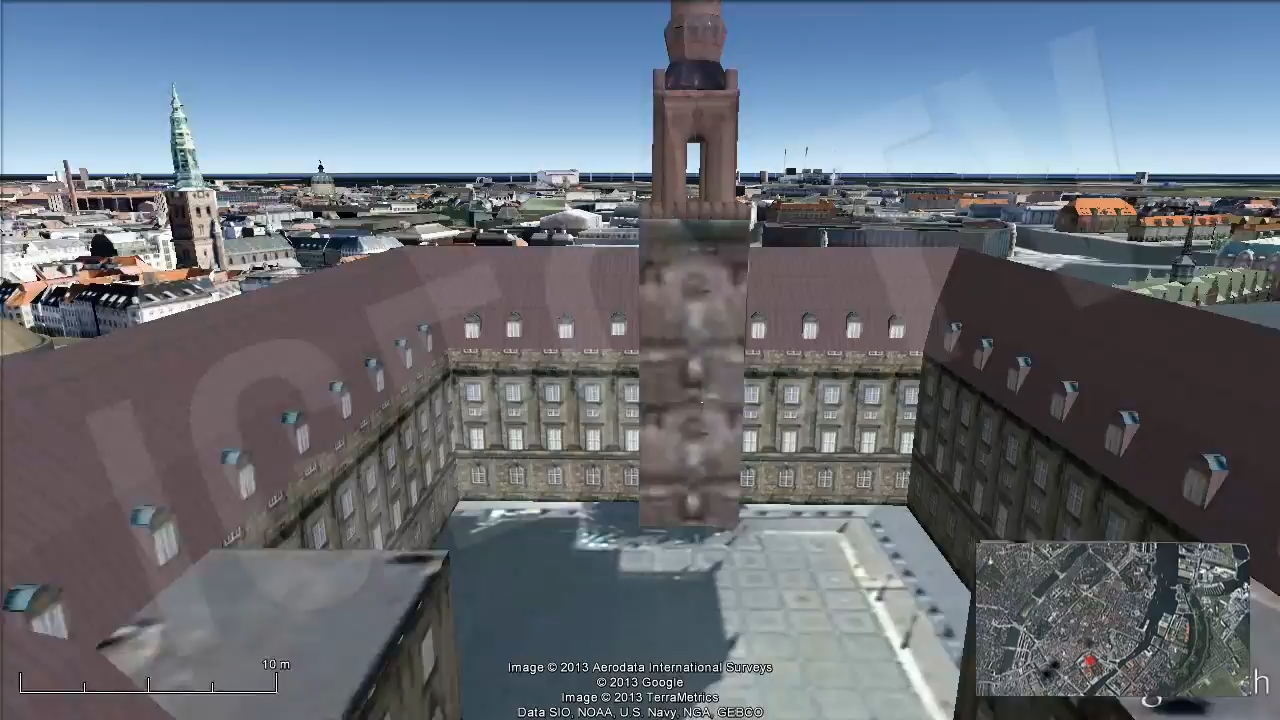 10 m
Image © 2013 Aerodata International Surveys
© 2013 Google
Image © 2013 TerraMetrics
Data SIO, NOAA, U.S. Navy, NGA, GEBCO